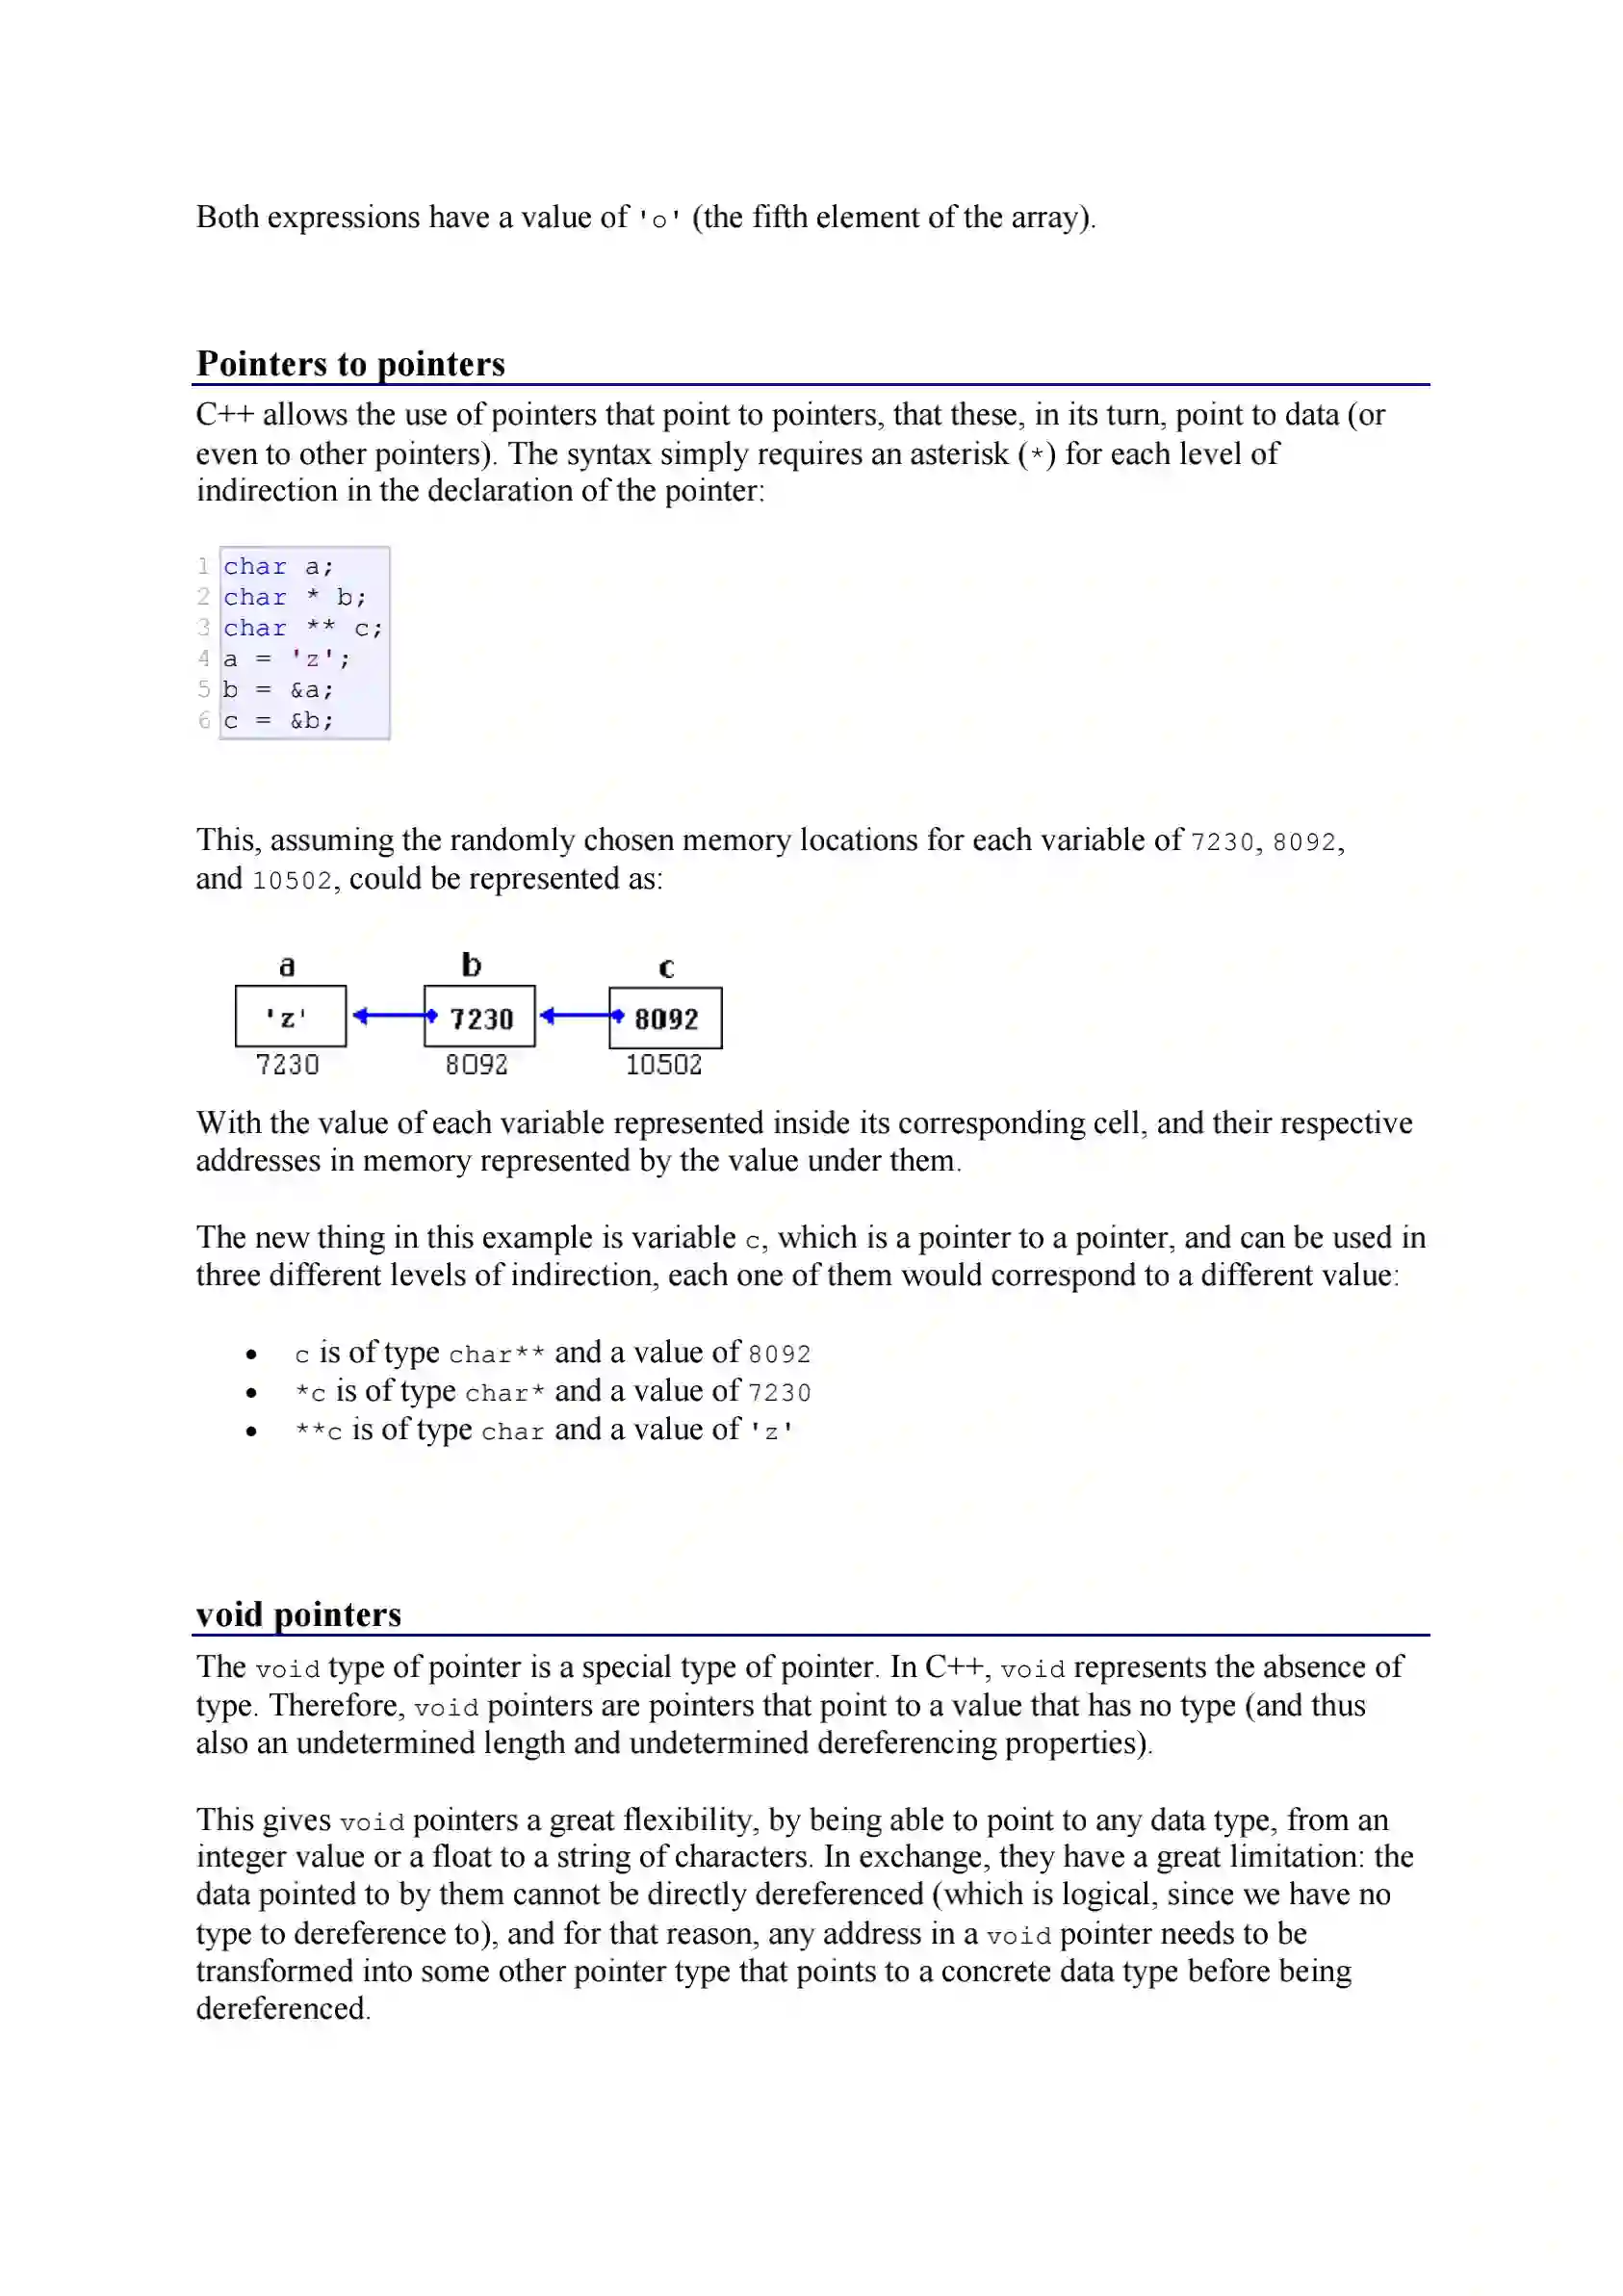 Both expressions have a value of 'o' (the fifth element of the array).
Pointers to pointers
C++ allows the use of pointers that point to pointers, that these, in its turn, point to data (or
even to other pointers). The syntax simply requires an asterisk (*) for each level of
indirection in the declaration of the pointer:
1 char a;
2 char * b;
3 char ** c;
4 a = 'z';
5 b = &a;
6 c = &b;
This, assuming the randomly chosen memory locations for each variable of 7230, 8092,
and 10502, could be represented as:
a b c
'z' 7230 8092
7230 8092 10502
With the value of each variable represented inside its corresponding cell, and their respective
addresses in memory represented by the value under them.
The new thing in this example is variable c, which is a pointer to a pointer, and can be used in
three different levels of indirection, each one of them would correspond to a different value:
• c is of type char** and a value of 8092
• *c is of type char* and a value of 7230
• **c is of type char and a value of 'z'
void pointers
The void type of pointer is a special type of pointer. In C++, void represents the absence of
type. Therefore, void pointers are pointers that point to a value that has no type (and thus
also an undetermined length and undetermined dereferencing properties).
This gives void pointers a great flexibility, by being able to point to any data type, from an
integer value or a float to a string of characters. In exchange, they have a great limitation: the
data pointed to by them cannot be directly dereferenced (which is logical, since we have no
type to dereference to), and for that reason, any address in a void pointer needs to be
transformed into some other pointer type that points to a concrete data type before being
dereferenced.